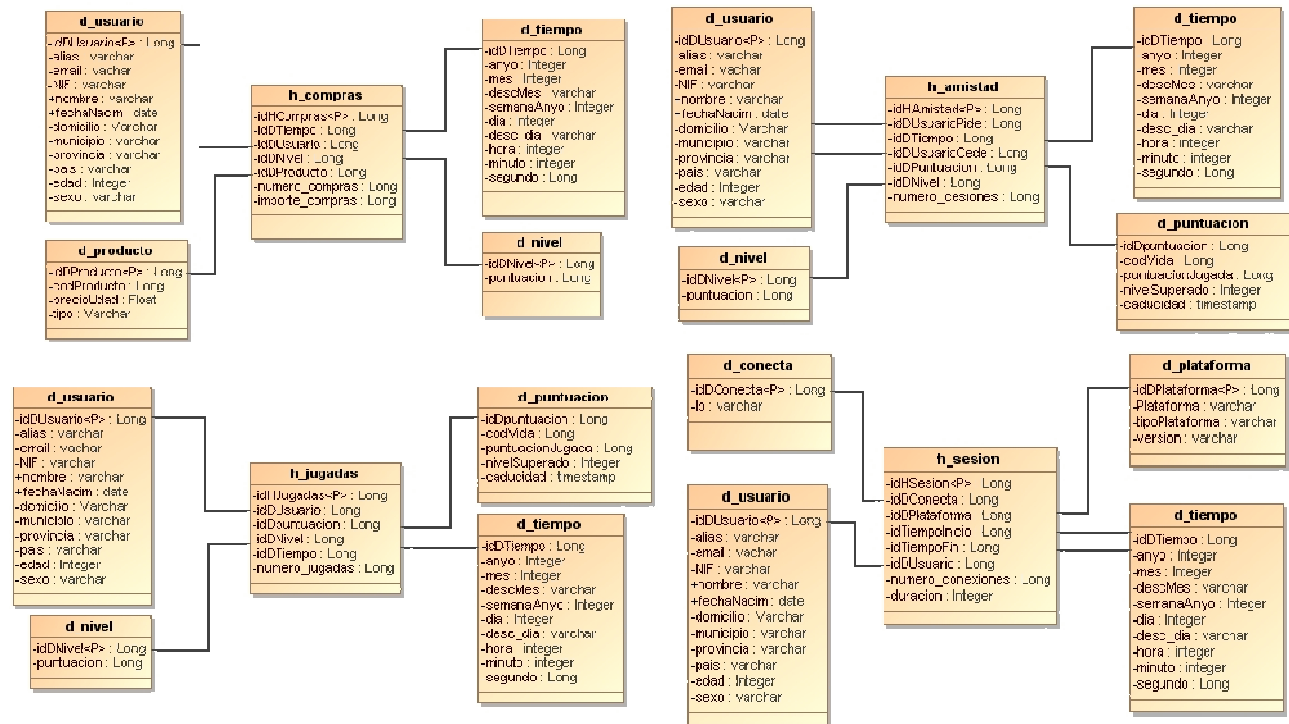 d_usuario
-idDUsuario<P> : Long
-alias : varchar
-email : vachar
-NIF : varchar
+nombre : varchar
+fechaNacim : date
-domicilio : Varchar
-municipio : varchar
-provincia : varchar
-pais : varchar
-edad : Integer
-sexo : varchar
d_producto
-idDProducto<P> : Long
-codProducto : Long
-precioUdad : Float
-tipo : Varchar
h_compras
-idHCompras<P> : Long
-idDTiempo : Long
-idDUsuario : Long
-idDNivel : Long
-idDProducto : Long
-numero_compras : Long
-importe_compras : Long
d_tiempo
-idDTiempo : Long
-anyo : Integer
-mes : Integer
-descMes : varchar
-semanaAnyo : Integer
-dia : Integer
-desc_dia : varchar
-hora : integer
-minuto : integer
-segundo : Long
d_nivel
-idDNivel<P> : Long
-puntuacion : Long
d_usuario
-idDUsuario<P> : Long
-alias : varchar
-email : vachar
-NIF : varchar
+nombre : varchar
+fechaNacim : date
-domicilio : Varchar
-municipio : varchar
-provincia : varchar
-pais : varchar
-edad : Integer
-sexo : varchar
d_nivel
-idDNivel<P> : Long
-puntuacion : Long
h_amistad
-idHAmistad<P> : Long
-idDUsuarioPide : Long
-idDTiempo : Long
-idDUsuarioCede : Long
-idDPuntuacion : Long
-idDNivel : Long
-numero_cesiones : Long
d_tiempo
-idDTiempo : Long
-anyo : Integer
-mes : Integer
-descMes : varchar
-semanaAnyo : Integer
-dia : Integer
-desc_dia : varchar
-hora : integer
-minuto : integer
-segundo : Long
d_puntuacion
-idDpuntuacion : Long
-codVida : Long
-puntuacionJugada : Long
-nivelSuperado : Integer
-caducidad : timestamp
d_usuario
-idDUsuario<P> : Long
-alias : varchar
-email : vachar
-NIF : varchar
+nombre : varchar
+fechaNacim : date
-domicilio : Varchar
-municipio : varchar
-provincia : varchar
-pais : varchar
-edad : Integer
-sexo : varchar
d_nivel
-idDNivel<P> : Long
-puntuacion : Long
h_jugadas
-idHJugadas<P> : Long
-idDUsuario : Long
-idDpuntuacion : Long
-idDNivel : Long
-idDTiempo : Long
-numero_jugadas : Long
d_puntuacion
-idDpuntuacion : Long
-codVida : Long
-puntuacionJugada : Long
-nivelSuperado : Integer
-caducidad : timestamp
d_tiempo
-idDTiempo : Long
-anyo : Integer
-mes : Integer
-descMes : varchar
-semanaAnyo : Integer
-dia : Integer
-desc_dia : varchar
-hora : integer
-minuto : integer
-segundo : Long
d_conecta
-idDConecta<P> : Long
-Ip : varchar
d_usuario
-idDUsuario<P> : Long
-alias : varchar
-email : vachar
-NIF : varchar
+nombre : varchar
+fechaNacim : date
-domicilio : Varchar
-municipio : varchar
-provincia : varchar
-pais : varchar
-edad : Integer
-sexo : varchar
h_sesion
-idHSesion<P> : Long
-idDConecta : Long
-idDPlataforma : Long
-idTiempoIncio : Long
-idTiempoFin : Long
-idDUsuario : Long
-numero_conexiones : Long
-duracion : Integer
d_plataforma
-idDPlataforma<P> : Long
-Plataforma : varchar
-tipoPlataforma : varchar
-version : varchar
d_tiempo
-idDTiempo : Long
-anyo : Integer
-mes : Integer
-descMes : varchar
-semanaAnyo : Integer
-dia : Integer
-desc_dia : varchar
-hora : integer
-minuto : integer
-segundo : Long